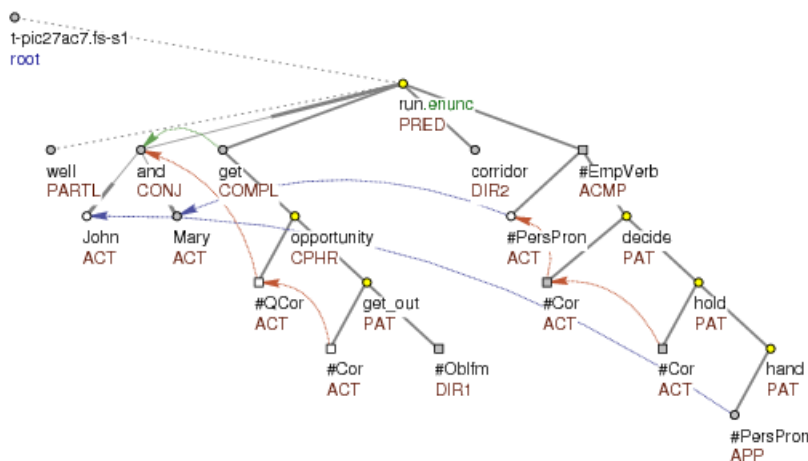 t-pic27ac7.fs-s1
root
run.enunc
PRED
well
PARTL
and
CONJ
get
COMPL
corridor
DIR2
#EmpVerb
ACMP
John
ACT
Mary
ACT
opportunity
CPHR
#PersPron
ACT
decide
PAT
#QCor
ACT
get_out
PAT
#Cor
ACT
hold
PAT
#Cor
ACT
#Oblfm
DIR1
#Cor
ACT
hand
PAT
#PersPron
APP